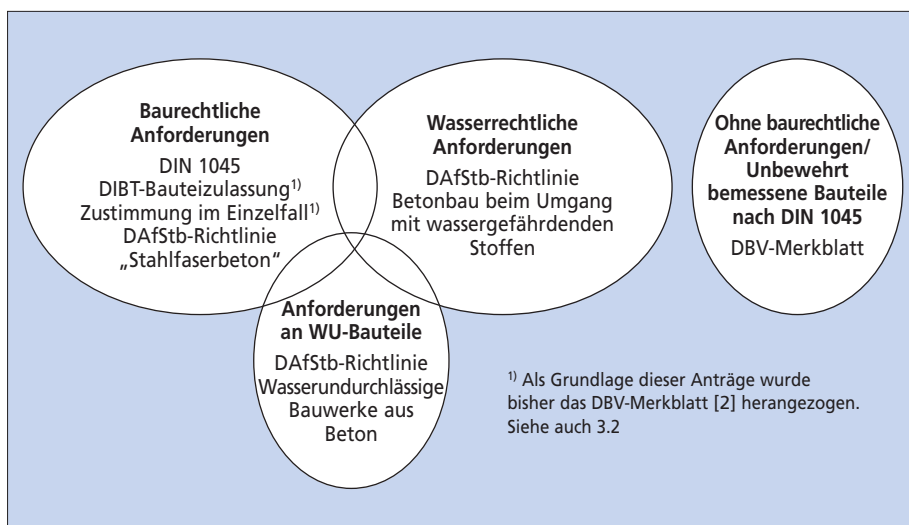 Baurechtliche
Anforderungen
DIN 1045
DIBT-Bauteizulassung1)
Zustimmung im Einzelfall1)
DAfStb-Richtlinie
„Stahlfaserbeton“
Wasserrechtliche
Anforderungen
DAfStb-Richtlinie
Betonbau beim Umgang
mit wassergefährdenden
Stoffen
Ohne baurechtliche
Anforderungen/
Unbewehrt
bemessene Bauteile
nach DIN 1045
DBV-Merkblatt
Anforderungen
an WU-Bauteile
DAfStb-Richtlinie
Wasserundurchlässige
Bauwerke aus
Beton
1) Als Grundlage dieser Anträge wurde
bisher das DBV-Merkblatt [2] herangezogen.
Siehe auch 3.2